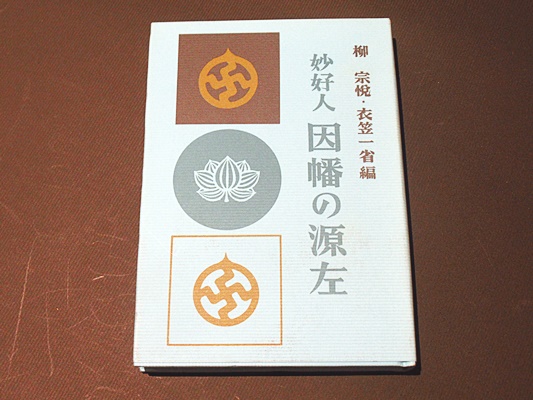 柳 宗悦・衣笠一省編
妙好人 因幡の源左